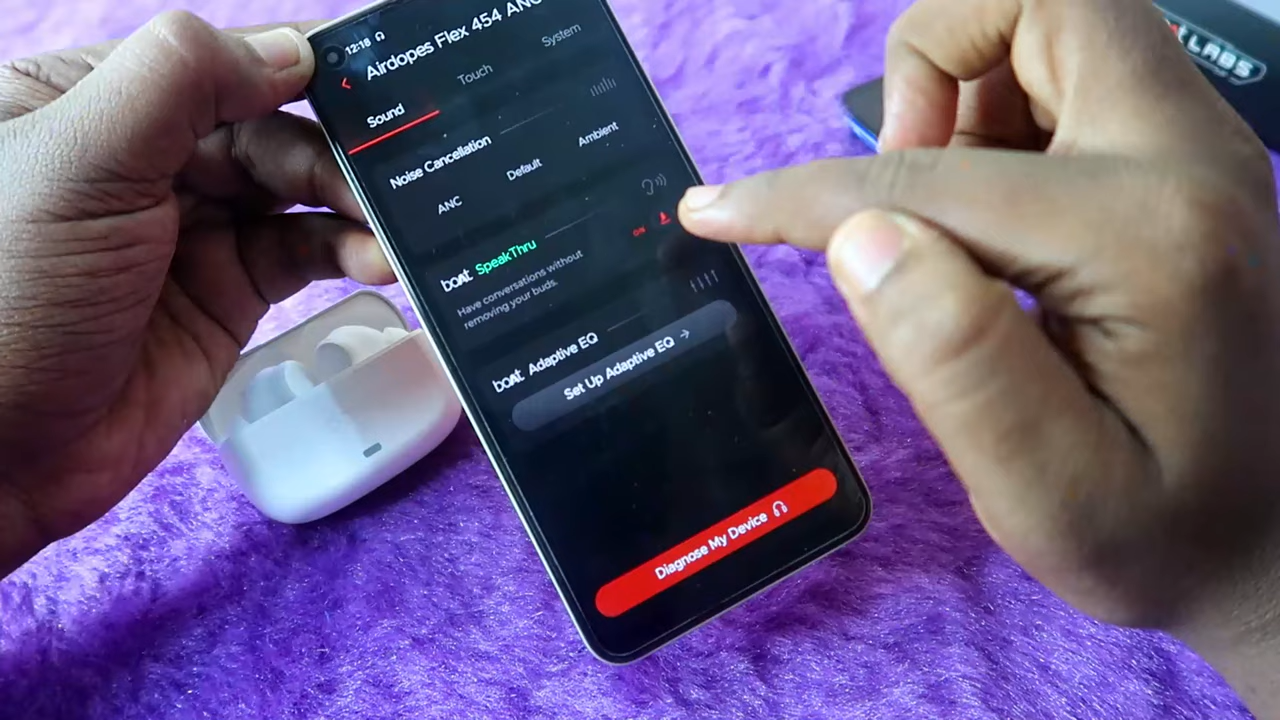 12:18
Airdopes Flex 454 ANC
Sound
Touch
System
Noise Cancellation
ANC
Default
Ambient
boAt SpeakThru
ON
Have conversations without
removing your buds.
boAt Adaptive EQ
Set Up Adaptive EQ →
Diagnose My Device
LABS